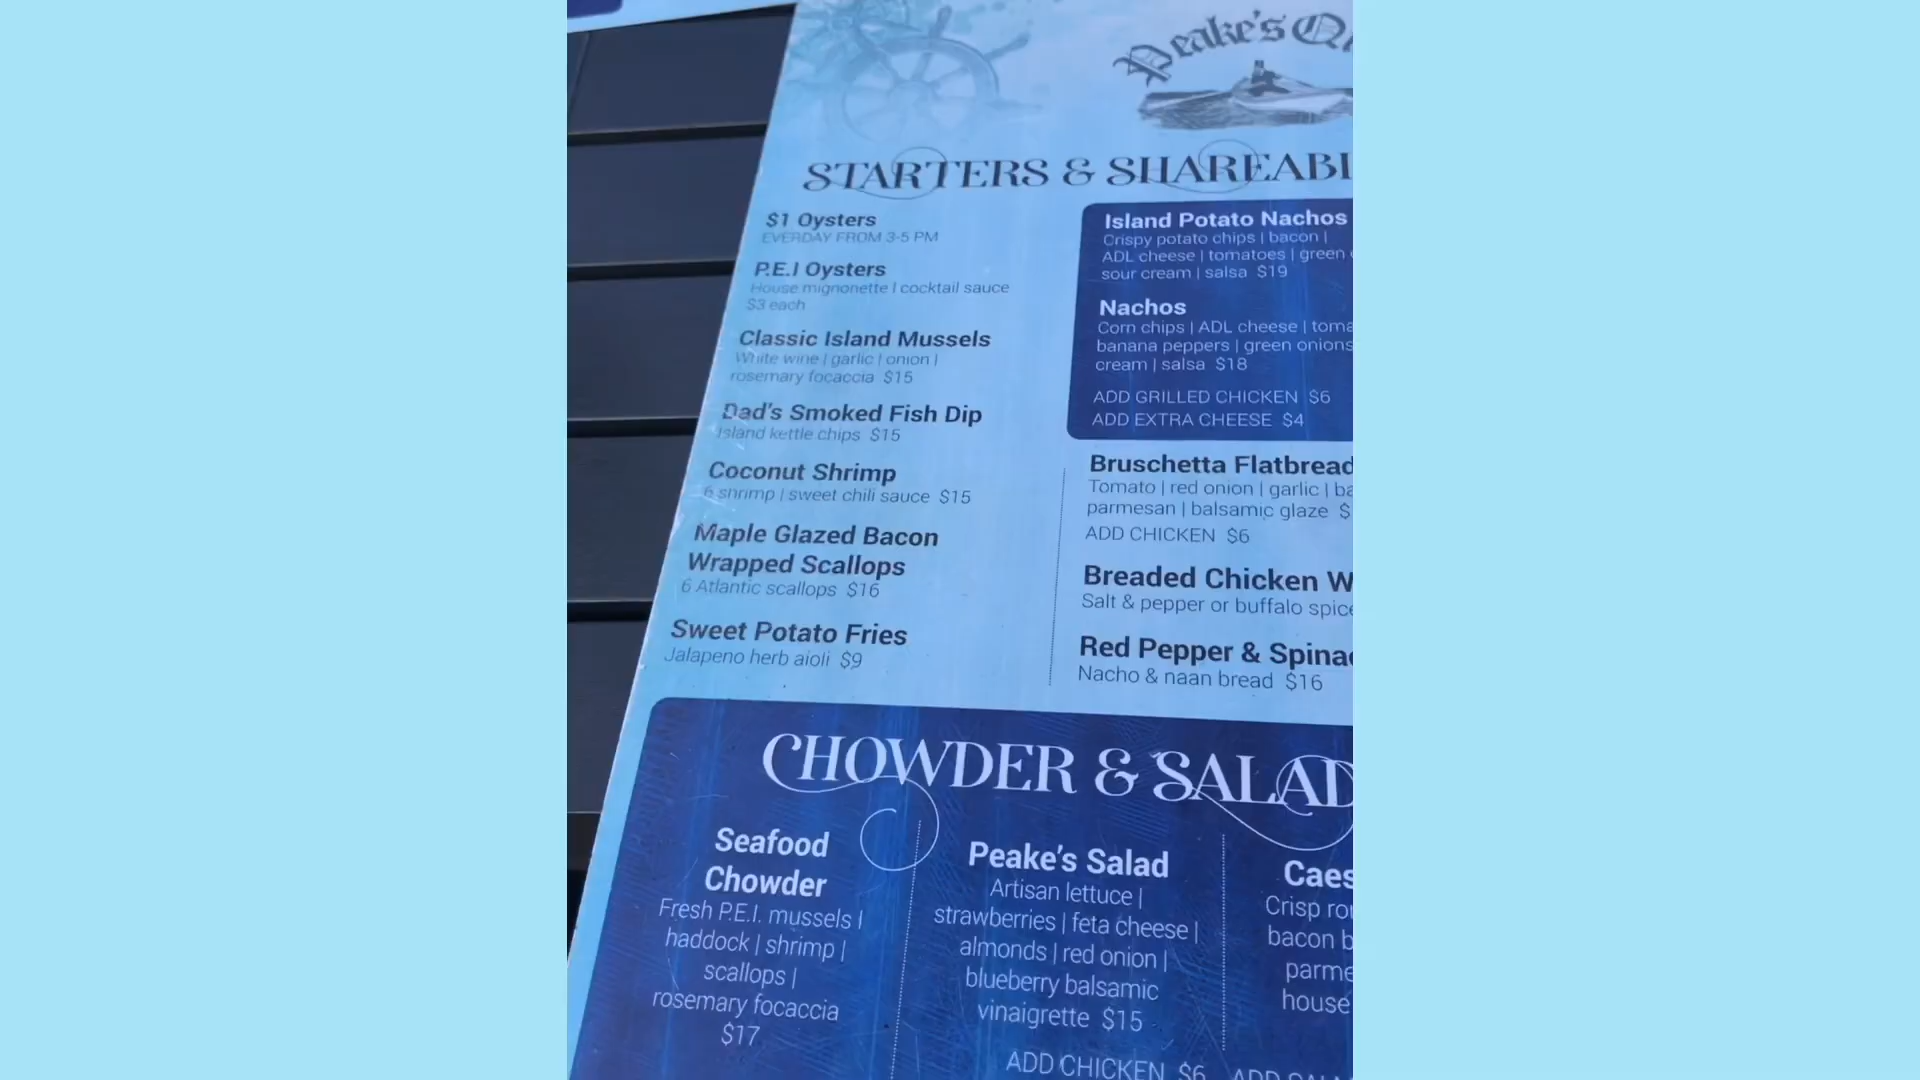 Peake's
STARTERS & SHAREABL
$1 Oysters
EVERDAY FROM 3-5 PM
P.E.I Oysters
House mignonette | cocktail sauce
$3 each
Classic Island Mussels
White wine | garlic | onion |
rosemary focaccia $15
Dad's Smoked Fish Dip
Island kettle chips $15
Coconut Shrimp
6 shrimp | sweet chili sauce $15
Maple Glazed Bacon
Wrapped Scallops
6 Atlantic scallops $16
Sweet Potato Fries
Jalapeno herb aioli $9
Island Potato Nachos
Crispy potato chips | bacon |
ADL cheese | tomatoes | green
sour cream | salsa $19
Nachos
Corn chips | ADL cheese | toma
banana peppers | green onions
cream | salsa $18
ADD GRILLED CHICKEN $6
ADD EXTRA CHEESE $4
Bruschetta Flatbread
Tomato | red onion | garlic | ba
parmesan | balsamic glaze $
ADD CHICKEN $6
Breaded Chicken W
Salt & pepper or buffalo spice
Red Pepper & Spinac
Nacho & naan bread $16
CHOWDER & SALAD
Seafood
Chowder
Fresh P.E.I. mussels |
haddock | shrimp |
scallops |
rosemary focaccia
$17
Peake's Salad
Artisan lettuce |
strawberries | feta cheese |
almonds | red onion |
blueberry balsamic
vinaigrette $15
ADD CHICKEN $6
Caes
Crisp ro
bacon b
parme
house